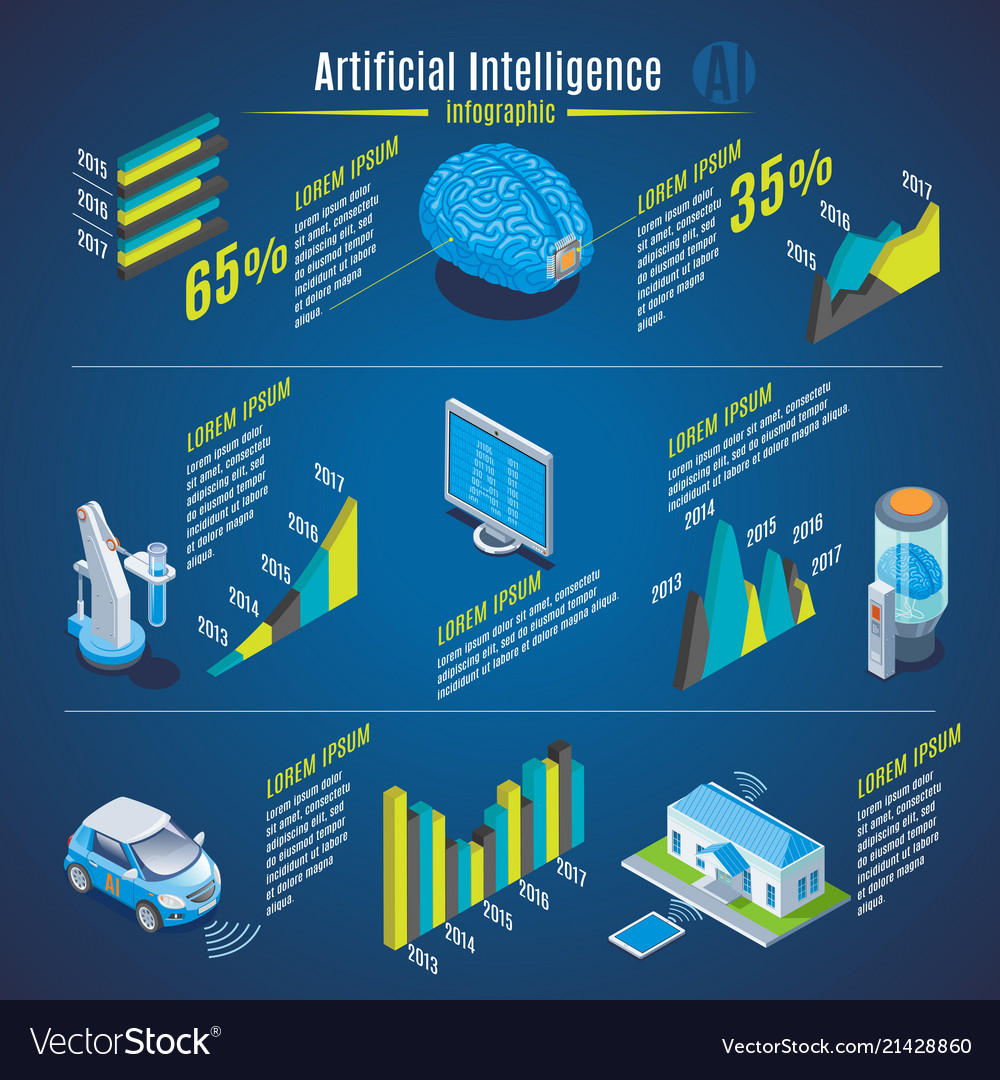 Artificial Intelligence
AI
infographic
2015
2016
2017
65%
LOREM IPSUM
Lorem ipsum dolor
sit amet, consectetu
adipiscing elit, sed
do eiusmod tempor
incididunt ut labore
et dolore magna
aliqua.
LOREM IPSUM
Lorem ipsum dolor
sit amet, consectetu
adipiscing elit, sed
do eiusmod tempor
incididunt ut labore
et dolore magna
aliqua.
35%
2015
2016
2017
LOREM IPSUM
Lorem ipsum dolor
sit amet, consectetu
adipiscing elit, sed
do eiusmod tempor
incididunt ut labore
et dolore magna
aliqua.
2013
2014
2015
2016
2017
LOREM IPSUM
Lorem ipsum dolor sit amet, consectetu
adipiscing elit, sed do eiusmod tempor
incididunt ut labore et dolore magna aliqua.
LOREM IPSUM
Lorem ipsum dolor sit amet, consectetu
adipiscing elit, sed do eiusmod tempor
incididunt ut labore et dolore magna aliqua.
2013
2014
2015
2016
2017
AI
LOREM IPSUM
Lorem ipsum dolor
sit amet, consectetu
adipiscing elit, sed
do eiusmod tempor
incididunt ut labore
et dolore magna
aliqua.
2013
2014
2015
2016
2017
LOREM IPSUM
Lorem ipsum dolor
sit amet, consectetu
adipiscing elit, sed
do eiusmod tempor
incididunt ut labore
et dolore magna
aliqua.
VectorStock®
VectorStock.com/21428860